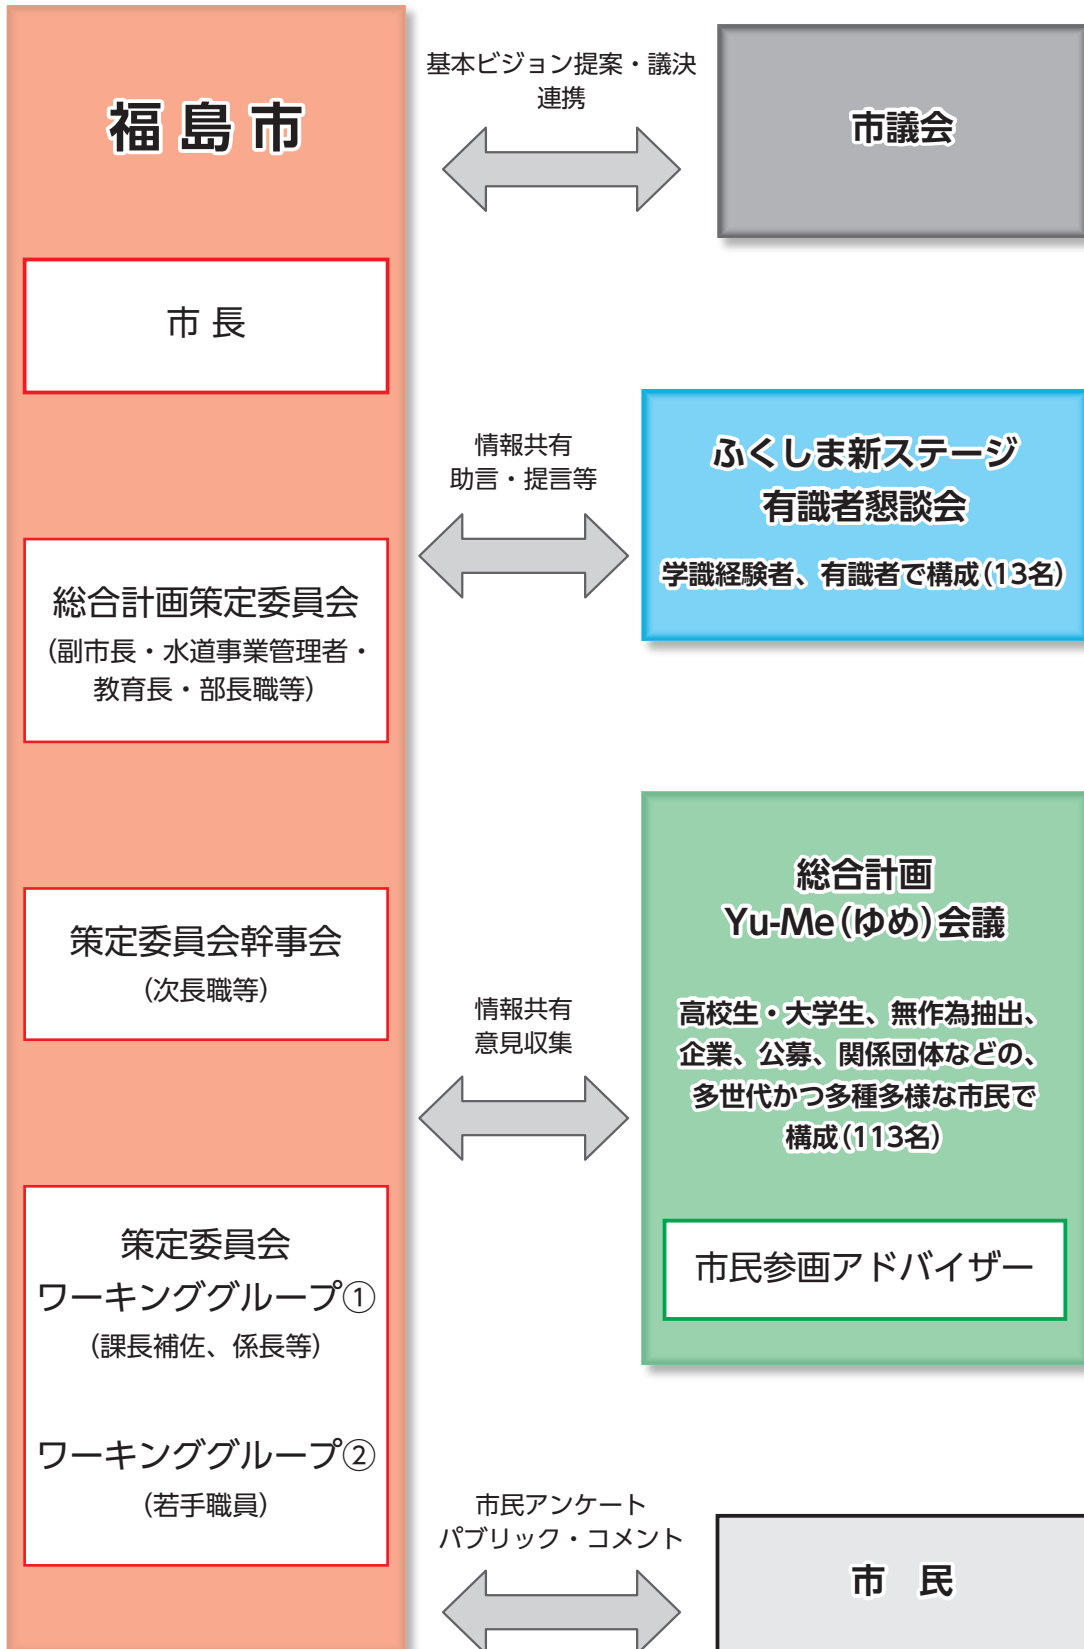 福島市
市長
総合計画策定委員会
(副市長・水道事業管理者・
教育長・部長職等)
策定委員会幹事会
(次長職等)
策定委員会
ワーキンググループ①
(課長補佐、係長等)
ワーキンググループ②
(若手職員)
基本ビジョン提案・議決
連携
市議会
情報共有
助言・提言等
ふくしま新ステージ
有識者懇談会
学識経験者、有識者で構成(13名)
情報共有
意見収集
総合計画
Yu-Me(ゆめ)会議
高校生・大学生、無作為抽出、
企業、公募、関係団体などの、
多世代かつ多種多様な市民で
構成(113名)
市民参画アドバイザー
市民アンケート
パブリック・コメント
市 民